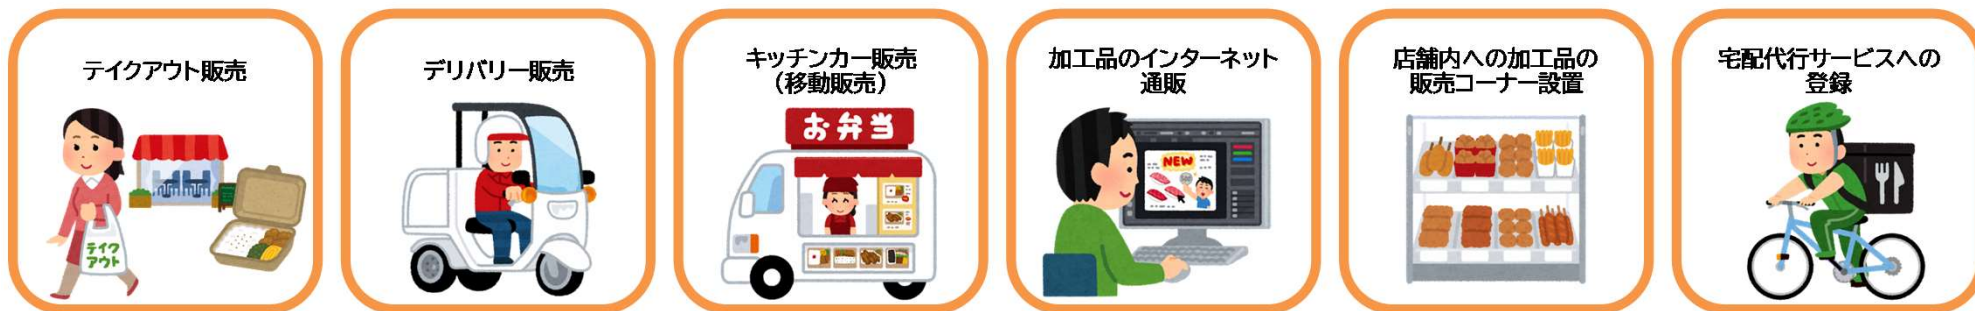 テイクアウト販売
テイク
アウト
デリバリー販売
キッチンカー販売
（移動販売）
お弁当
加工品のインターネット
通販
NEW
店舗内への加工品の
販売コーナー設置
宅配代行サービスへの
登録